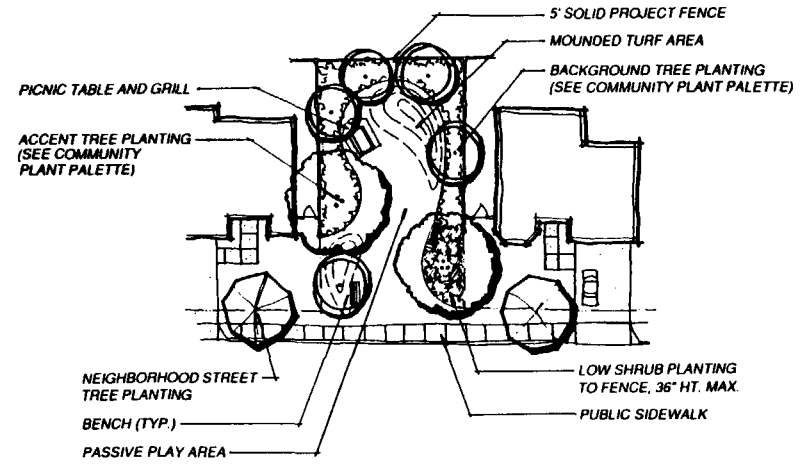 5' SOLID PROJECT FENCE
MOUNDED TURF AREA
BACKGROUND TREE PLANTING
(SEE COMMUNITY PLANT PALETTE)
PICNIC TABLE AND GRILL
ACCENT TREE PLANTING
(SEE COMMUNITY
PLANT PALETTE)
NEIGHBORHOOD STREET
TREE PLANTING
BENCH (TYP.)
PASSIVE PLAY AREA
LOW SHRUB PLANTING
TO FENCE, 36" HT. MAX.
PUBLIC SIDEWALK